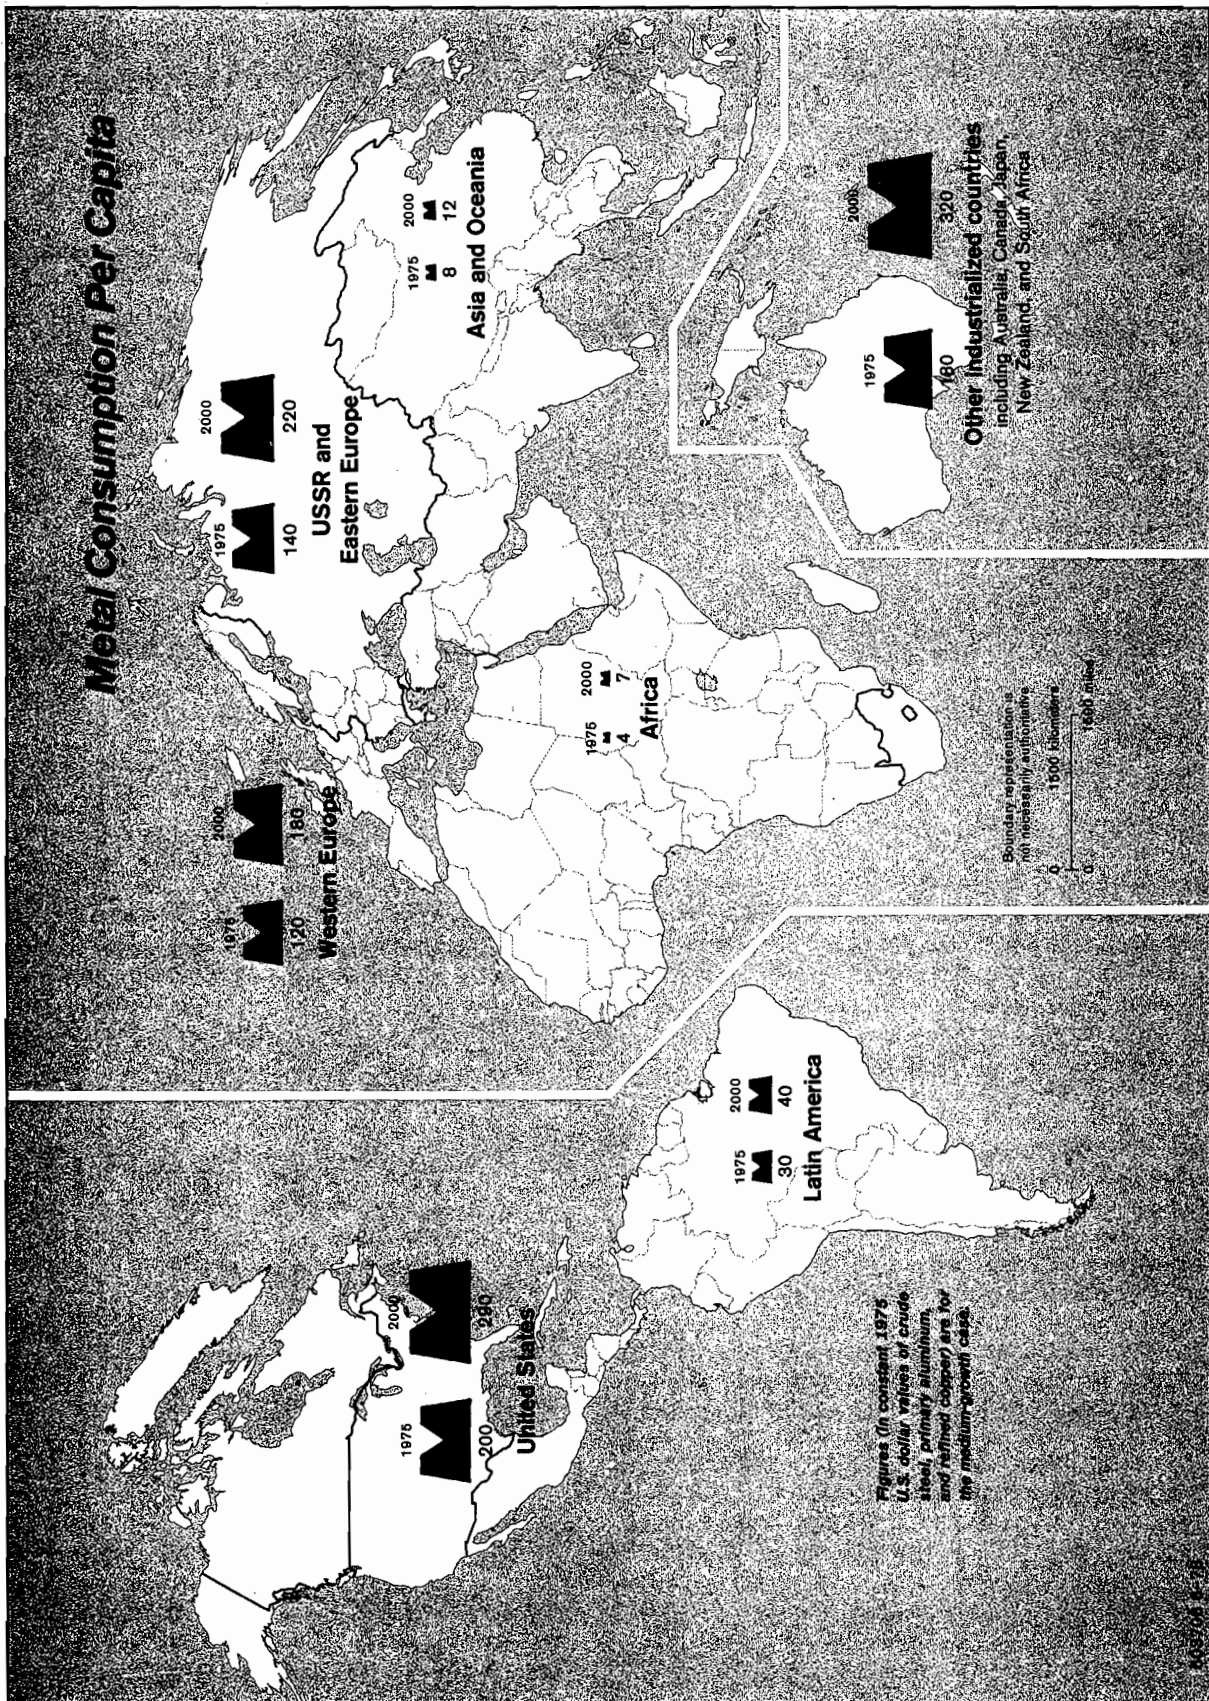 Metal Consumption Per Capita
Western Europe
1975
120
2000
180
USSR and
Eastern Europe
1975
140
2000
220
Asia and Oceania
1975
8
2000
12
United States
1975
200
2000
290
Africa
1975
4
2000
7
Latin America
1975
30
2000
40
1975
2000
320
Other industrialized countries
including Australia, Canada, Japan,
New Zealand, and South Africa
Figures (in constant 1975
U.S. dollar values of crude
steel, primary aluminum,
and refined copper) are for
the medium-growth case.
Boundary representation is
not necessarily authoritative
0 1500 kilometers
0 1500 miles